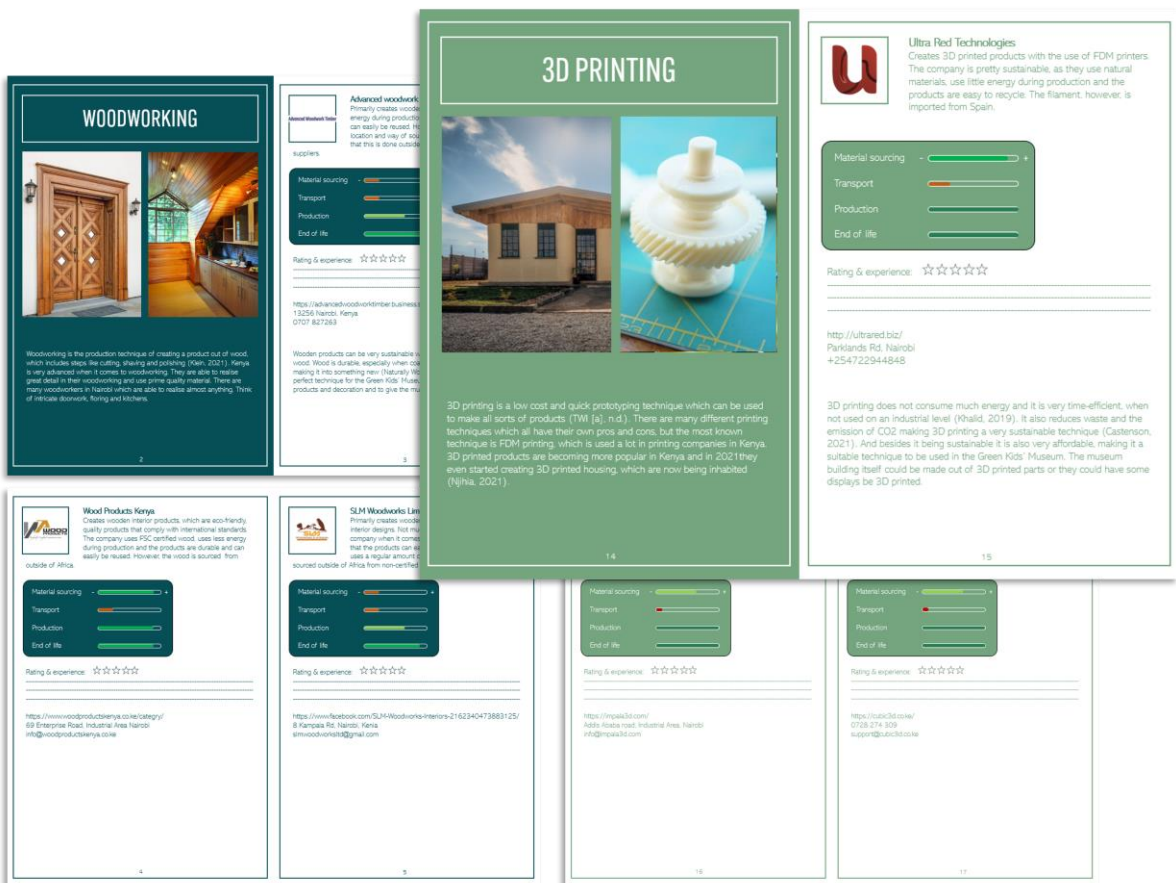 WOODWORKING
Woodworking is the production technique of creating a product out of wood,
which includes steps like cutting, shaving and polishing (Klein, 2021). Kenya
is very advanced when it comes to woodworking. They are able to realise
great detail in their woodworking and use prime quality material. There are
many woodworkers in Nairobi which are able to realise almost anything. Think
of intricate doorwork, floring and kitchens.
2
Advanced Woodwork Timber
Advanced woodwork
Primarily creates woode
energy during productio
can easily be reused. Ho
location and way of sou
that this is done outside
suppliers.
Material sourcing -
Transport
Production
End of life
Rating & experience: ☆☆☆☆☆
https://advancedwoodworktimber.business.s
13256 Nairobi, Kenya
0707 827263
Wooden products can be very sustainable w
wood. Wood is durable, especially when coa
making it into something new (Naturally Wo
perfect technique for the Green Kids' Museu
products and decoration and to give the mu
3
3D PRINTING
3D printing is a low cost and quick prototyping technique which can be used
to make all sorts of products (TWI [a], n.d.). There are many different printing
techniques which all have their own pros and cons, but the most known
technique is FDM printing, which is used a lot in printing companies in Kenya.
3D printed products are becoming more popular in Kenya and in 2021they
even started creating 3D printed housing, which are now being inhabited
(Njihia, 2021).
14
Ultra Red Technologies
Creates 3D printed products with the use of FDM printers.
The company is pretty sustainable, as they use natural
materials, use little energy during production and the
products are easy to recycle. The filament, however, is
imported from Spain.
Material sourcing - +
Transport
Production
End of life
Rating & experience: ☆☆☆☆☆
http://ultrared.biz/
Parklands Rd, Nairobi
+254722944848
3D printing does not consume much energy and it is very time-efficient, when
not used on an industrial level (Khalid, 2019). It also reduces waste and the
emission of CO2 making 3D printing a very sustainable technique (Castenson,
2021). And besides it being sustainable it is also very affordable, making it a
suitable technique to be used in the Green Kids' Museum. The museum
building itself could be made out of 3D printed parts or they could have some
displays be 3D printed.
15
Wood Products Kenya
Creates wooden interior products, which are eco-friendly,
quality products that comply with international standards.
The company uses FSC certified wood, uses less energy
during production and the products are durable and can
easily be reused. However, the wood is sourced from
outside of Africa.
Material sourcing - +
Transport
Production
End of life
Rating & experience: ☆☆☆☆☆
https://www.woodproductskenya.co.ke/categry/
69 Enterprise Road, Industrial Area Nairobi
info@woodproductskenya.co.ke
4
SLM Woodworks Lim
Primarily creates woode
interior designs. Not mu
company when it comes
that the products can ea
uses a regular amount o
sourced outside of Africa from non-certified
Material sourcing - +
Transport
Production
End of life
Rating & experience: ☆☆☆☆☆
https://www.facebook.com/SLM-Woodworks-Interiors-2162340473883125/
8 Kampala Rd, Nairobi, Kenia
slmwoodworksltd@gmail.com
5
Material sourcing - +
Transport
Production
End of life
Rating & experience: ☆☆☆☆☆
https://impala3d.com/
Addis Ababa road, Industrial Area, Nairobi
info@impala3d.com
16
Material sourcing - +
Transport
Production
End of life
Rating & experience: ☆☆☆☆☆
https://cubic3d.co.ke/
0728 274 309
support@cubic3d.co.ke
17